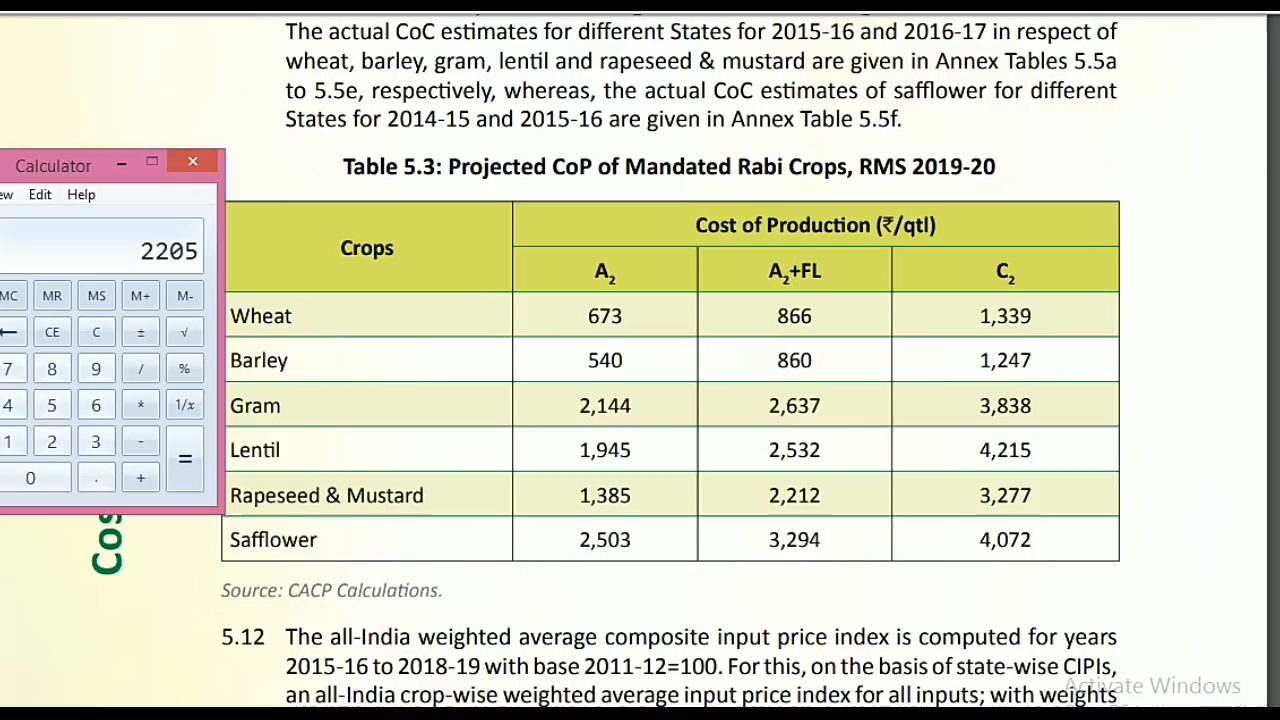 The actual CoC estimates for different States for 2015-16 and 2016-17 in respect of
wheat, barley, gram, lentil and rapeseed & mustard are given in Annex Tables 5.5a
to 5.5e, respectively, whereas, the actual CoC estimates of safflower for different
States for 2014-15 and 2015-16 are given in Annex Table 5.5f.
Calculator
Edit Help
2205
MC MR MS M+ M-
← CE C ± √
7 8 9 / %
4 5 6 * 1/x
1 2 3 - =
0 . +
Cos
Table 5.3: Projected CoP of Mandated Rabi Crops, RMS 2019-20
Crops Cost of Production (₹/qtl)
A2 A2+FL C2
Wheat 673 866 1,339
Barley 540 860 1,247
Gram 2,144 2,637 3,838
Lentil 1,945 2,532 4,215
Rapeseed & Mustard 1,385 2,212 3,277
Safflower 2,503 3,294 4,072
Source: CACP Calculations.
5.12 The all-India weighted average composite input price index is computed for years
2015-16 to 2018-19 with base 2011-12=100. For this, on the basis of state-wise CIPIs,
an all-India crop-wise weighted average input price index for all inputs; with weights
Activate Windows